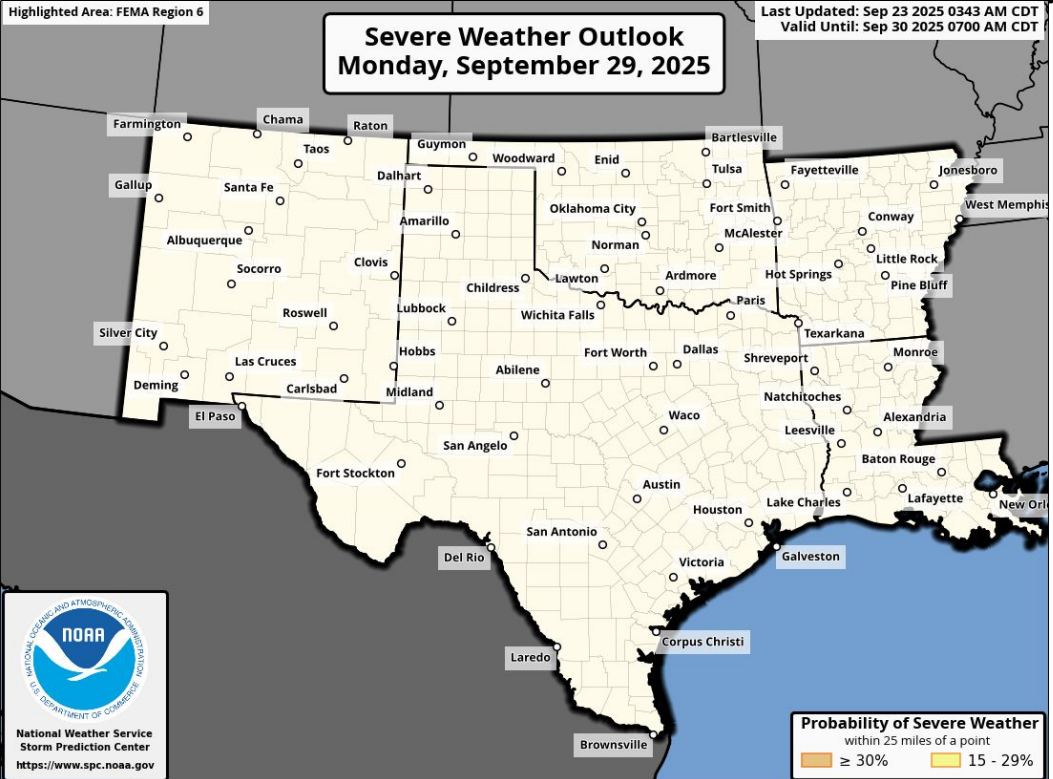 Highlighted Area: FEMA Region 6
Severe Weather Outlook
Monday, September 29, 2025
Last Updated: Sep 23 2025 0343 AM CDT
Valid Until: Sep 30 2025 0700 AM CDT
Farmington
Chama
Raton
Taos
Guymon
Woodward
Enid
Bartlesville
Tulsa
Fayetteville
Jonesboro
Gallup
Santa Fe
Dalhart
Amarillo
Oklahoma City
Fort Smith
West Memphis
Albuquerque
Norman
McAlester
Conway
Socorro
Clovis
Childress
Lawton
Ardmore
Hot Springs
Little Rock
Pine Bluff
Roswell
Lubbock
Wichita Falls
Paris
Texarkana
Silver City
Las Cruces
Hobbs
Fort Worth
Dallas
Shreveport
Monroe
Deming
Carlsbad
Midland
Abilene
Natchitoches
El Paso
San Angelo
Waco
Leesville
Alexandria
Fort Stockton
Austin
Baton Rouge
Houston
Lake Charles
Lafayette
New Orl
Del Rio
San Antonio
Galveston
Victoria
Laredo
Corpus Christi
Brownsville
NATIONAL OCEANIC AND ATMOSPHERIC ADMINISTRATION
NOAA
U.S. DEPARTMENT OF COMMERCE
National Weather Service
Storm Prediction Center
https://www.spc.noaa.gov
Probability of Severe Weather
within 25 miles of a point
≥ 30%
15 - 29%